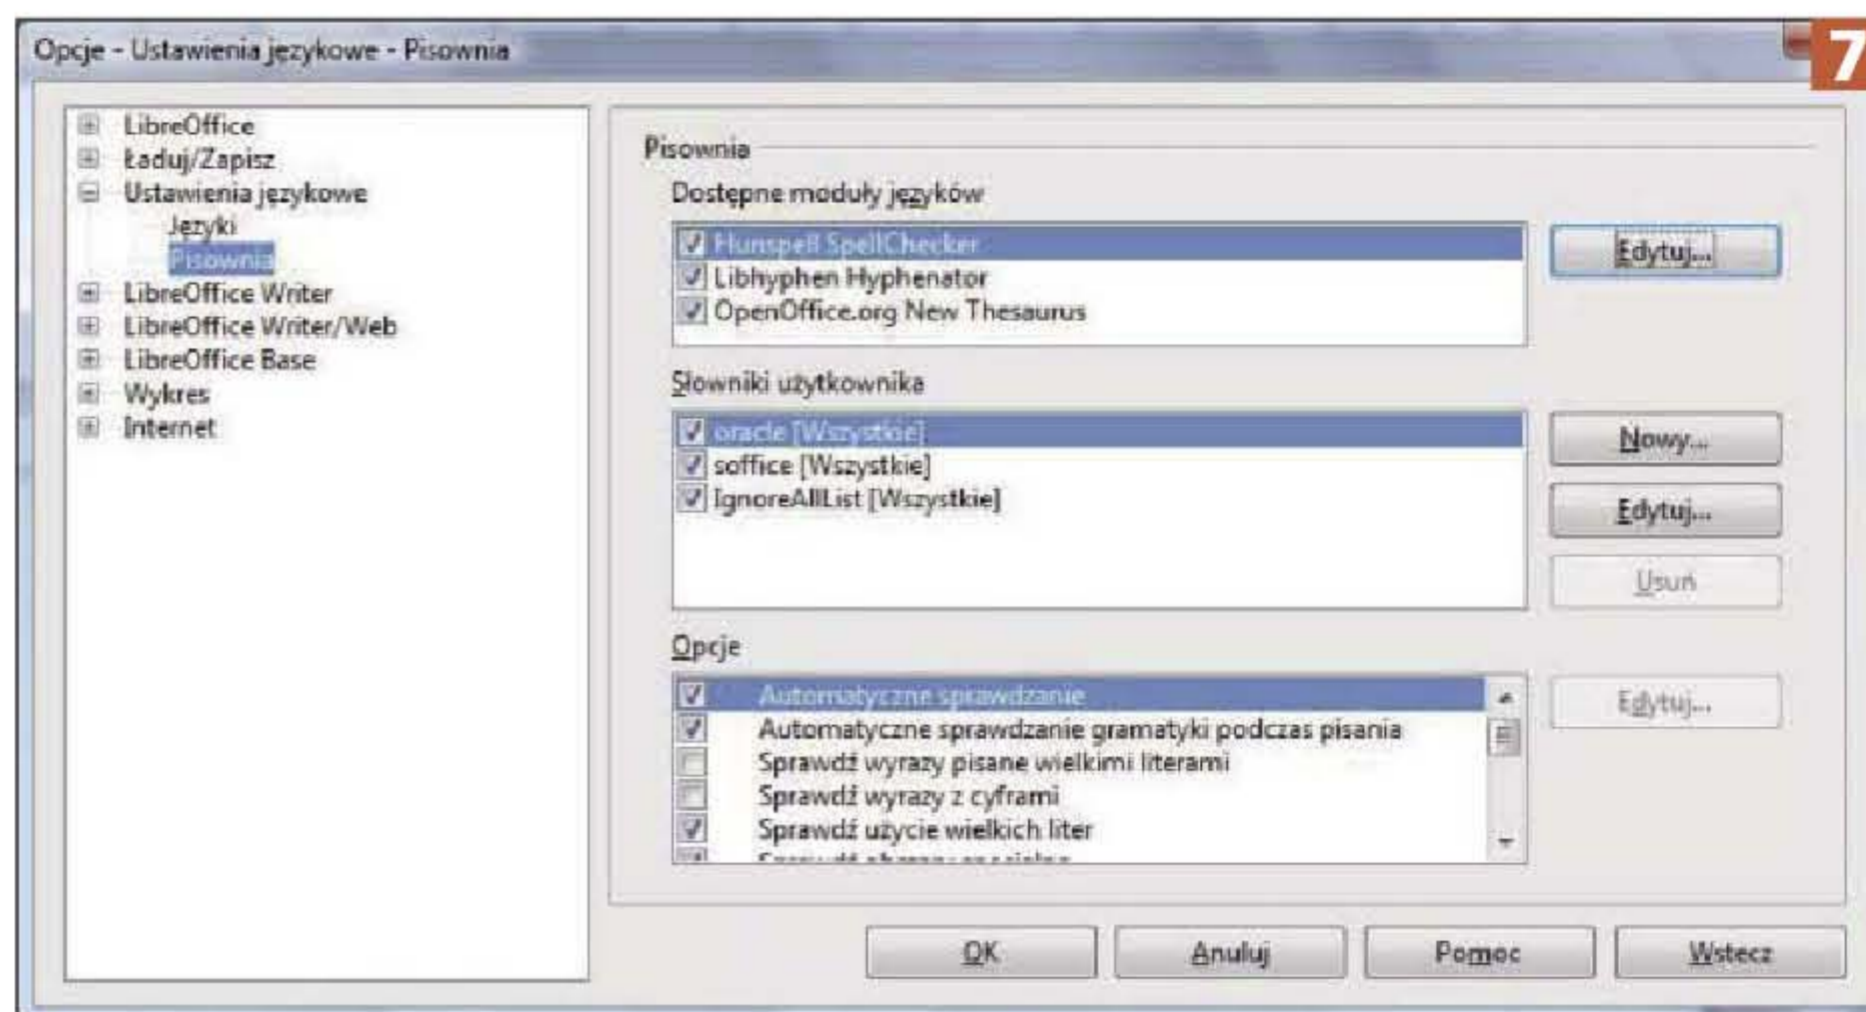 Opcje - Ustawienia językowe - Pisownia
7
LibreOffice
Ładuj/Zapisz
Ustawienia językowe
Języki
Pisownia
LibreOffice Writer
LibreOffice Writer/Web
LibreOffice Base
Wykres
Internet
Pisownia
Dostępne moduły języków
Hunspell SpellChecker
Libhyphen Hyphenator
OpenOffice.org New Thesaurus
Edytuj...
Słowniki użytkownika
oracle [Wszystkie]
soffice [Wszystkie]
IgnoreAllList [Wszystkie]
Nowy...
Edytuj...
Usuń
Opcje
Automatyczne sprawdzanie
Automatyczne sprawdzanie gramatyki podczas pisania
Sprawdź wyrazy pisane wielkimi literami
Sprawdź wyrazy z cyframi
Sprawdź użycie wielkich liter
Edytuj...
OK
Anuluj
Pomoc
Wstecz